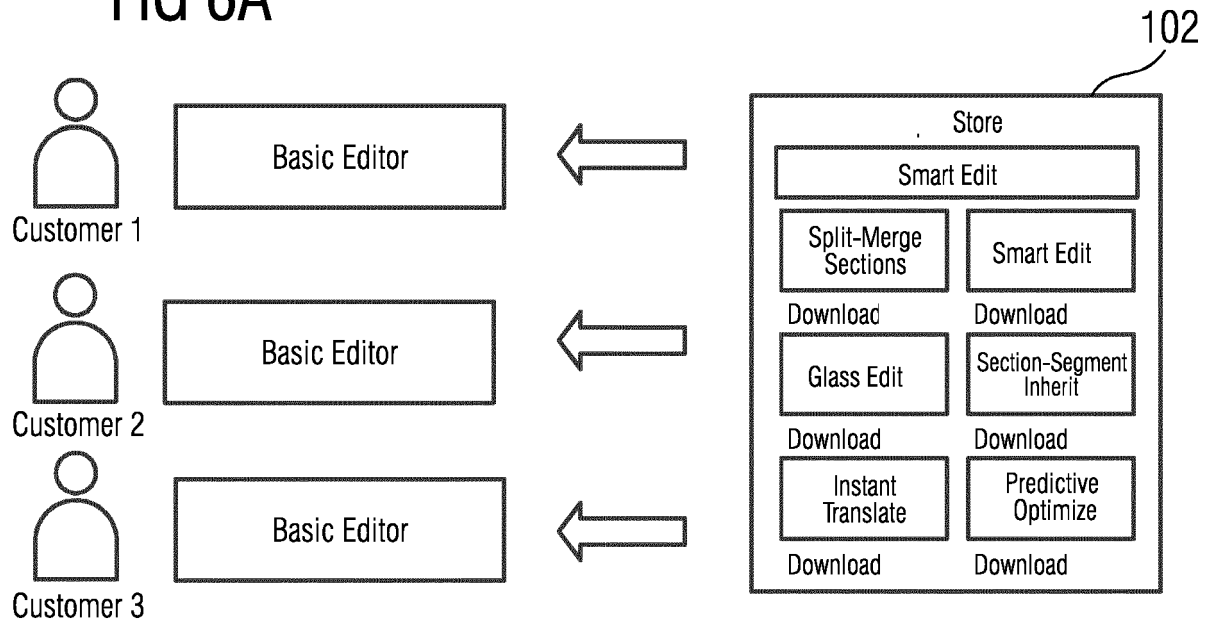 FIG 6A
102
Store
Smart Edit
Split-Merge
Sections
Smart Edit
Download
Download
Glass Edit
Section-Segment
Inherit
Download
Download
Instant
Translate
Predictive
Optimize
Download
Download
Basic Editor
Customer 1
Basic Editor
Customer 2
Basic Editor
Customer 3